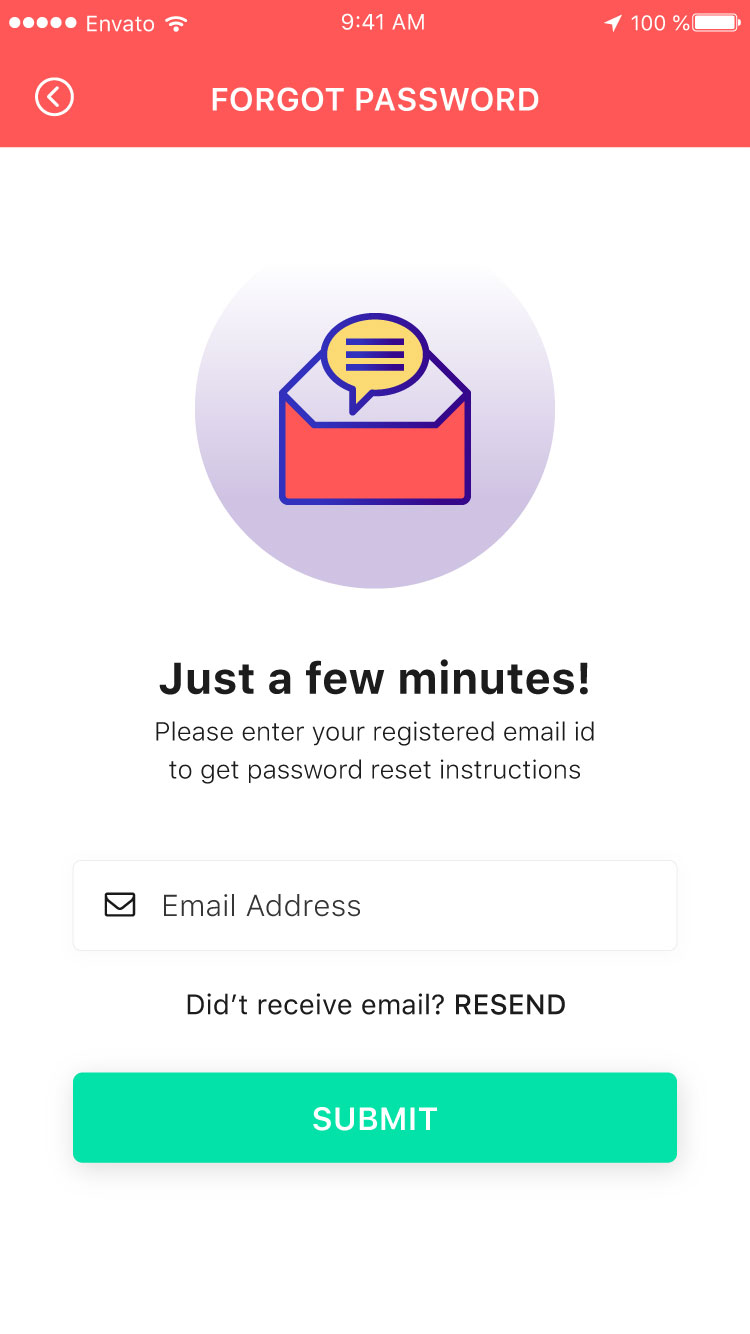 Envato 9:41 AM 100 %
FORGOT PASSWORD
Just a few minutes!
Please enter your registered email id
to get password reset instructions
Email Address
Did’t receive email? RESEND
SUBMIT